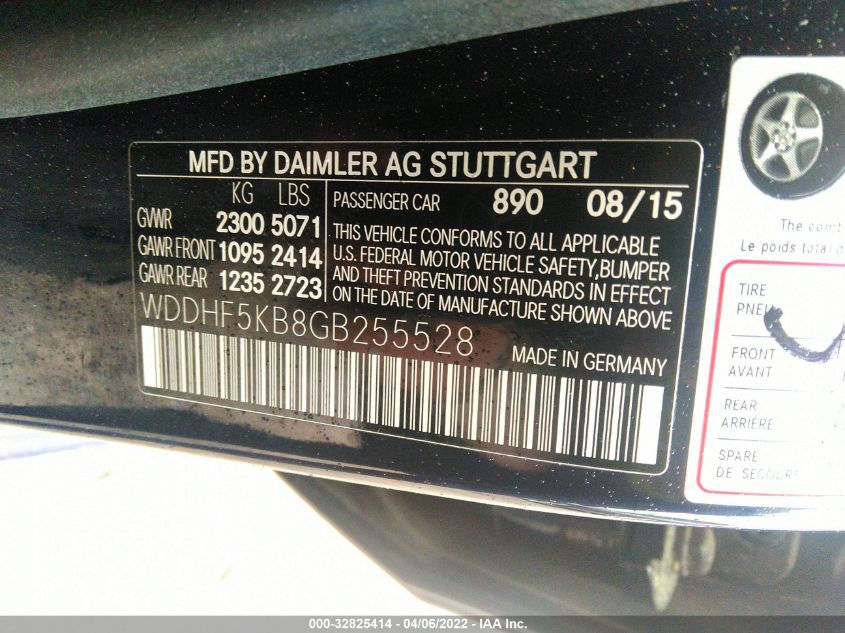 MFD BY DAIMLER AG STUTTGART
KG LBS
GVWR 2300 5071
GAWR FRONT 1095 2414
GAWR REAR 1235 2723
PASSENGER CAR 890 08/15
THIS VEHICLE CONFORMS TO ALL APPLICABLE
U.S. FEDERAL MOTOR VEHICLE SAFETY, BUMPER
AND THEFT PREVENTION STANDARDS IN EFFECT
ON THE DATE OF MANUFACTURE SHOWN ABOVE
WDDHF5KB8GB255528
MADE IN GERMANY
The comb
Le poids total
TIRE
PNEU
FRONT
AVANT
REAR
ARRIÈRE
SPARE
DE SECOURS
000-32825414 - 04/06/2022 - IAA Inc.